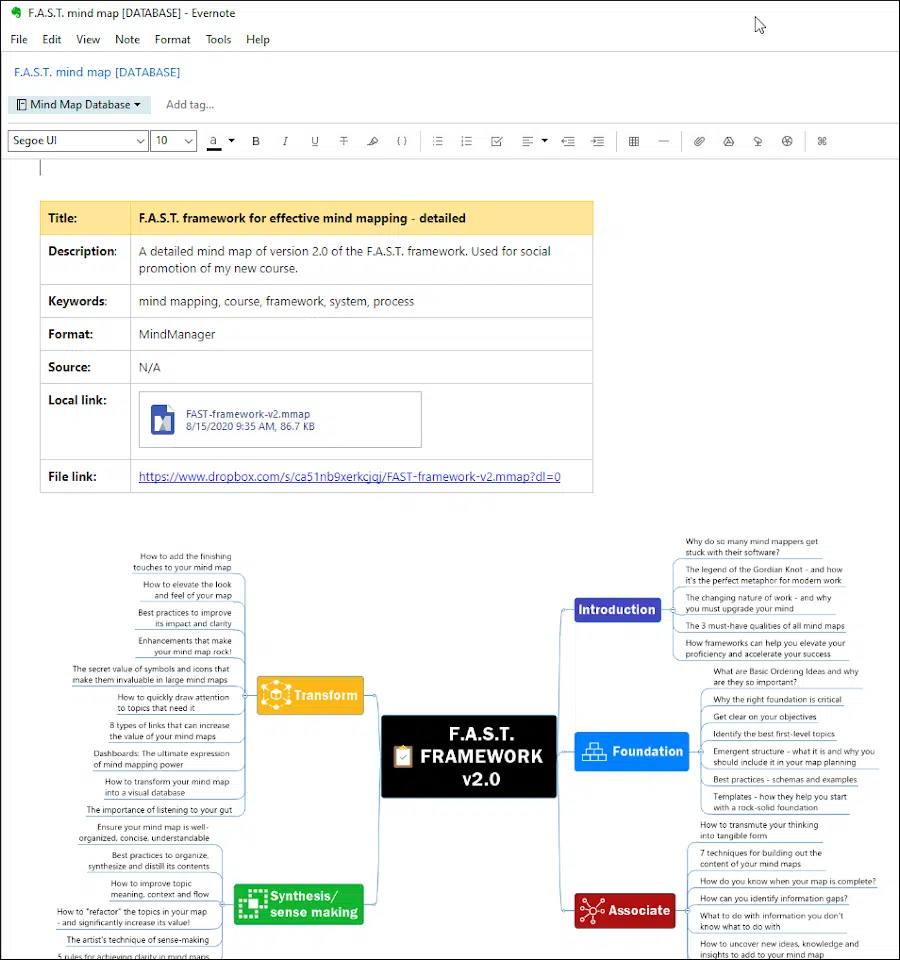 F.A.S.T. mind map [DATABASE] - Evernote
File Edit View Note Format Tools Help
F.A.S.T. mind map [DATABASE]
Mind Map Database Add tag...
Segoe UI 10 a B I U T
Title: F.A.S.T. framework for effective mind mapping - detailed
Description: A detailed mind map of version 2.0 of the F.A.S.T. framework. Used for social
promotion of my new course.
Keywords: mind mapping, course, framework, system, process
Format: MindManager
Source: N/A
Local link:
FAST-framework-v2.mmap
8/15/2020 9:35 AM, 86.7 KB
File link: https://www.dropbox.com/s/ca51nb9xerkcjqj/FAST-framework-v2.mmap?dl=0
F.A.S.T.
FRAMEWORK
v2.0
Introduction
Why do so many mind mappers get
stuck with their software?
The legend of the Gordian Knot - and how
it's the perfect metaphor for modern work
The changing nature of work - and why
you must upgrade your mind
The 3 must-have qualities of all mind maps
How frameworks can help you elevate your
proficiency and accelerate your success
Foundation
What are Basic Ordering Ideas and why
are they so important?
Why the right foundation is critical
Get clear on your objectives
Identify the best first-level topics
Emergent structure - what it is and why you
should include it in your map planning
Best practices - schemas and examples
Templates - how they help you start
with a rock-solid foundation
Associate
How to transmute your thinking
into tangible form
7 techniques for building out the
content of your mind maps
How do you know when your map is complete?
How can you identify information gaps?
What to do with information you don't
know what to do with
How to uncover new ideas, knowledge and
insights to add to your mind map
Transform
How to add the finishing
touches to your mind map
How to elevate the look
and feel of your map
Best practices to improve
its impact and clarity
Enhancements that make
your mind map rock!
The secret value of symbols and icons that
make them invaluable in large mind maps
How to quickly draw attention
to topics that need it
8 types of links that can increase
the value of your mind maps
Dashboards: The ultimate expression
of mind mapping power
How to transform your mind map
into a visual database
The importance of listening to your gut
Synthesis/
sense making
Ensure your mind map is well-
organized, concise, understandable
Best practices to organize,
synthesize and distill its contents
How to improve topic
meaning, context and flow
How to "refactor" the topics in your map
- and significantly increase its value!
The artist's technique of sense-making
5 rules for achieving clarity in mind maps